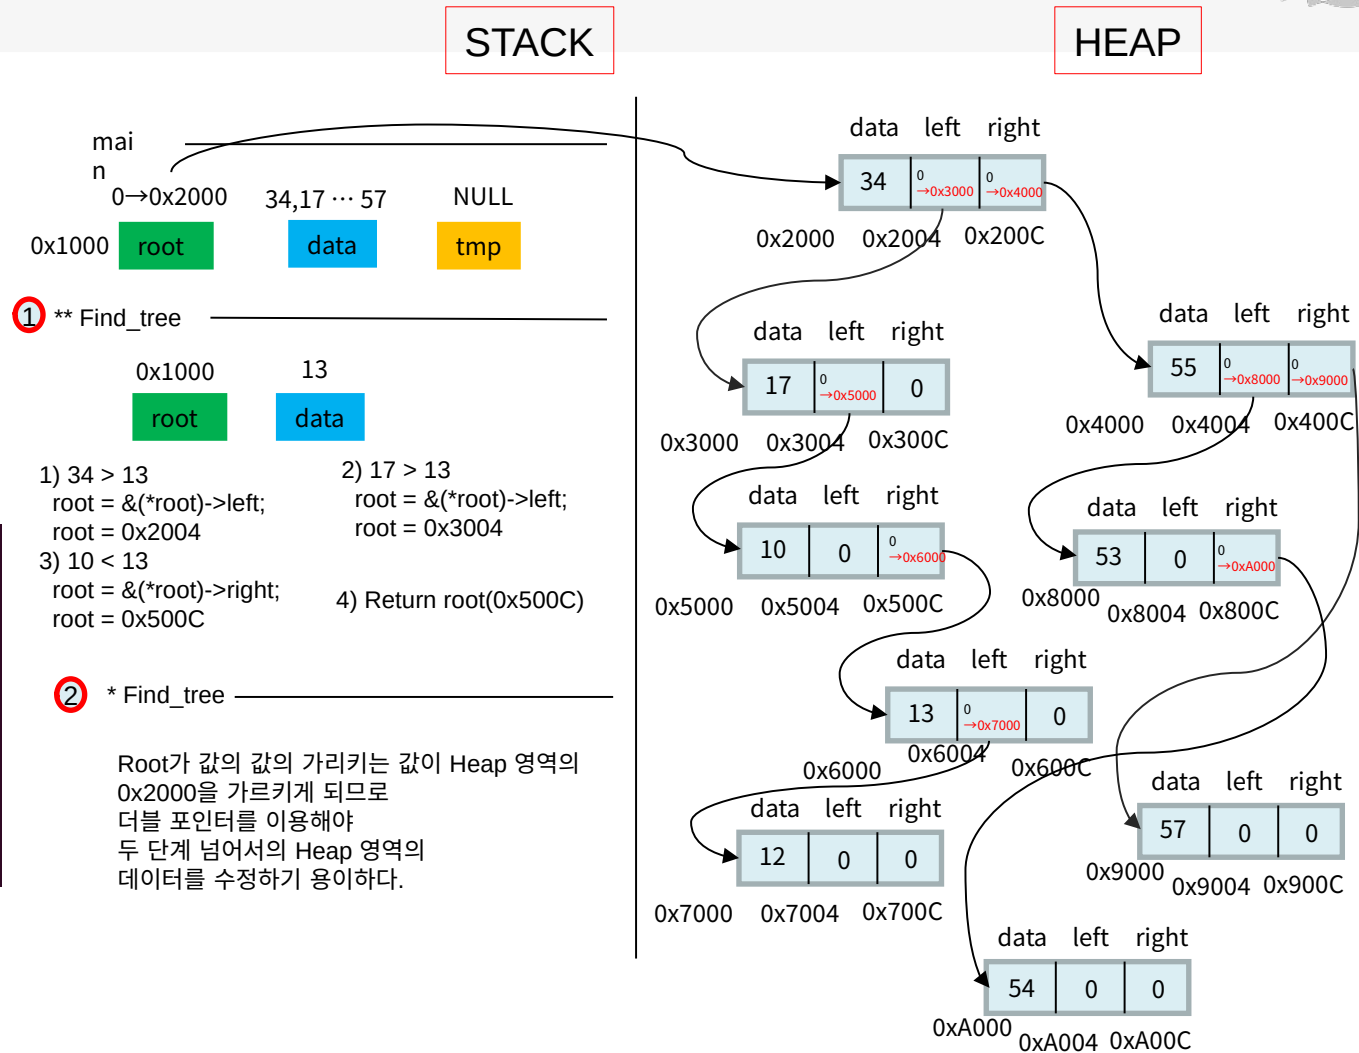 STACK
HEAP
mai
n
0→0x2000
34,17 ⋯ 57
NULL
0x1000
root
data
tmp
1
** Find_tree
0x1000
13
root
data
1) 34 > 13
root = &(*root)->left;
root = 0x2004
2) 17 > 13
root = &(*root)->left;
root = 0x3004
3) 10 < 13
root = &(*root)->right;
root = 0x500C
4) Return root(0x500C)
2
* Find_tree
Root가 값의 값의 가리키는 값이 Heap 영역의
0x2000을 가르키게 되므로
더블 포인터를 이용해야
두 단계 넘어서의 Heap 영역의
데이터를 수정하기 용이하다.
data left right
34
0
→0x3000
0
→0x4000
0x2000 0x2004 0x200C
data left right
17
0
→0x5000
0
0x3000 0x3004 0x300C
data left right
55
0
→0x8000
0
→0x9000
0x4000 0x4004 0x400C
data left right
10
0
0
→0x6000
0x5000 0x5004 0x500C
data left right
53
0
0
→0xA000
0x8000 0x8004 0x800C
data left right
13
0
→0x7000
0
0x6000 0x6004 0x600C
data left right
12 0 0
0x7000 0x7004 0x700C
data left right
57 0 0
0x9000 0x9004 0x900C
data left right
54 0 0
0xA000 0xA004 0xA00C